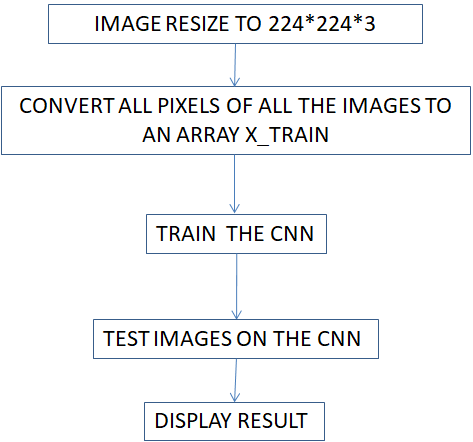 IMAGE RESIZE TO 224*224*3
CONVERT ALL PIXELS OF ALL THE IMAGES TO
AN ARRAY X_TRAIN
TRAIN THE CNN
TEST IMAGES ON THE CNN
DISPLAY RESULT